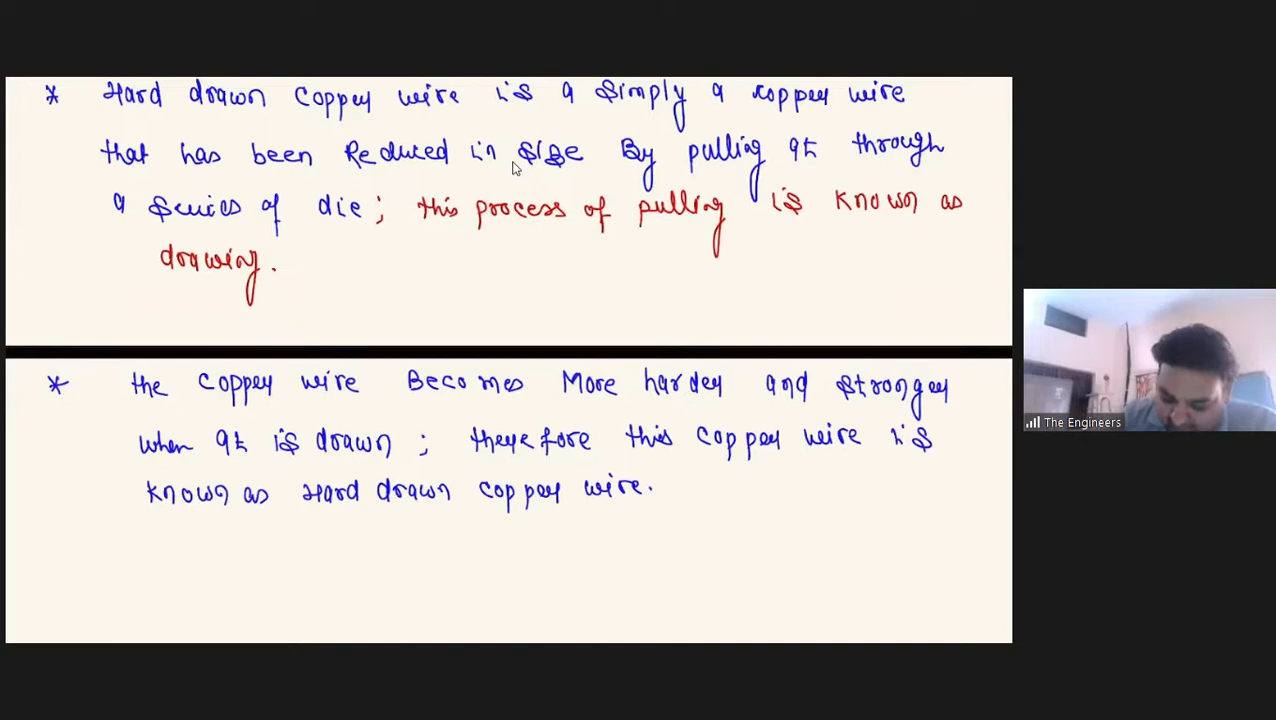 * Hard drawn copper wire is a simply a copper wire
that has been Reduced in size By pulling it through
a series of die; this process of pulling is known as
drawing.
* the copper wire Becomes More harder and stronger
when it is drawn; therefore this copper wire is
known as Hard drawn copper wire.
The Engineers